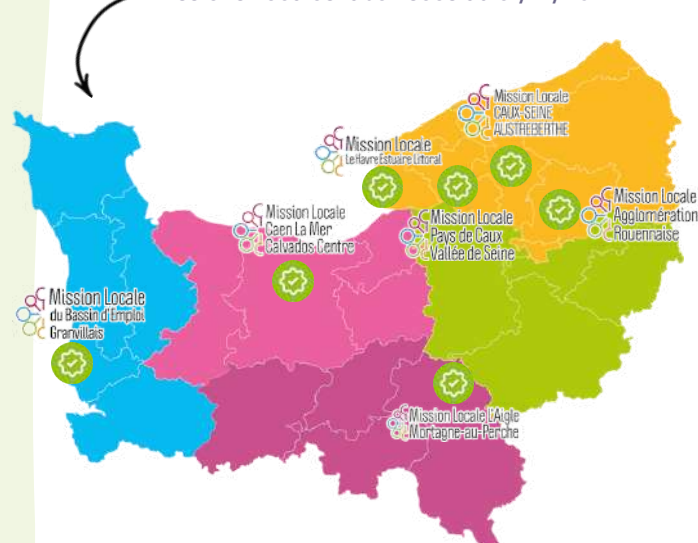 Mission Locale
CAUX-SEINE
AUSTREBERTHE
Mission Locale
Le Havre Estuaire Littoral
Mission Locale
Agglomération
Rouennaise
Mission Locale
Caen La Mer
Calvados Centre
Mission Locale
Pays de Caux
Vallée de Seine
Mission Locale
du Bassin d'Emploi
Granvillais
Mission Locale L'Aigle
Mortagne-au-Perche